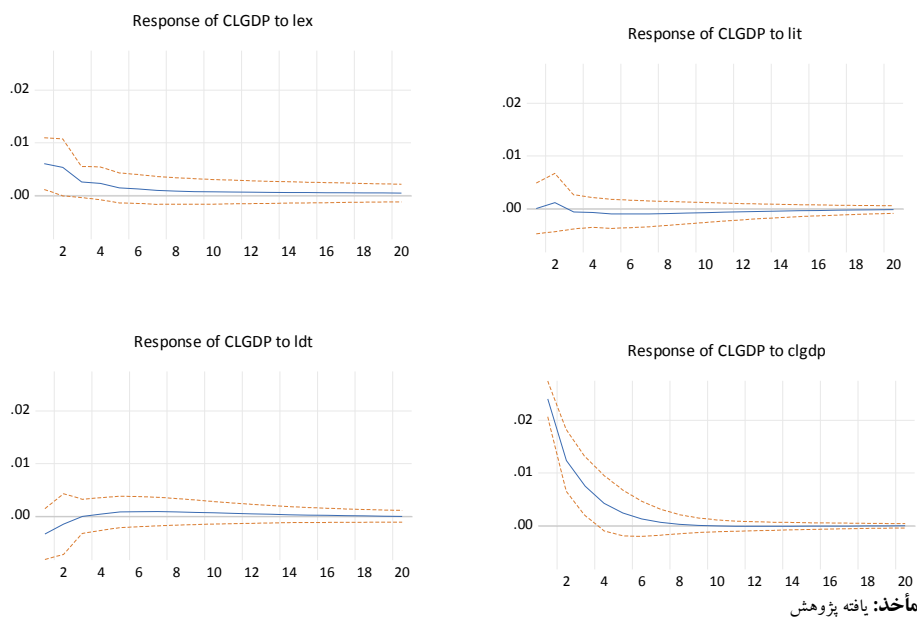 Response of CLGDP to lex
.02
.01
.00
2 4 6 8 10 12 14 16 18 20
Response of CLGDP to lit
.02
.01
.00
2 4 6 8 10 12 14 16 18 20
Response of CLGDP to ldt
.02
.01
.00
2 4 6 8 10 12 14 16 18 20
Response of CLGDP to clgdp
.02
.01
.00
2 4 6 8 10 12 14 16 18 20
مأخذ: یافته پژوهش